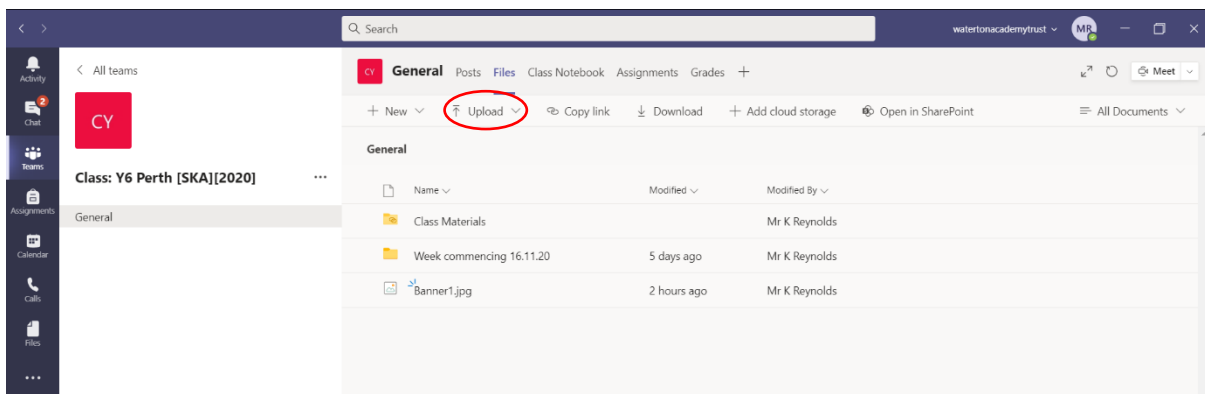 Search
watertonacademytrust
MR
Activity
2
Chat
Teams
Assignments
Calendar
Calls
Files
All teams
CY
Class: Y6 Perth [SKA][2020]
General
CY General Posts Files Class Notebook Assignments Grades
Meet
New Upload Copy link Download Add cloud storage Open in SharePoint All Documents
General
Name Modified Modified By
Class Materials Mr K Reynolds
Week commencing 16.11.20 5 days ago Mr K Reynolds
Banner1.jpg 2 hours ago Mr K Reynolds